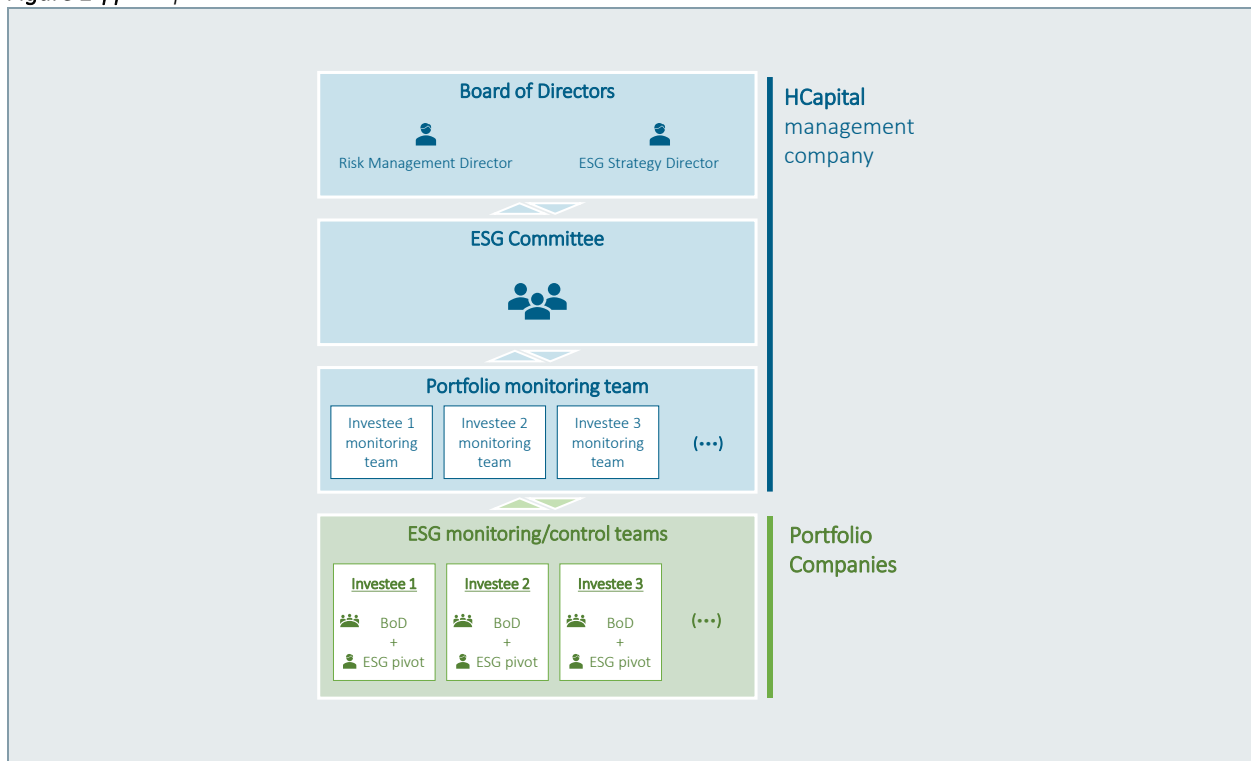 Board of Directors
Risk Management Director
ESG Strategy Director
HCapital
management
company
ESG Committee
Portfolio monitoring team
Investee 1
monitoring
team
Investee 2
monitoring
team
Investee 3
monitoring
team
(···)
ESG monitoring/control teams
Portfolio
Companies
Investee 1
BoD
+
ESG pivot
Investee 2
BoD
+
ESG pivot
Investee 3
BoD
+
ESG pivot
(···)